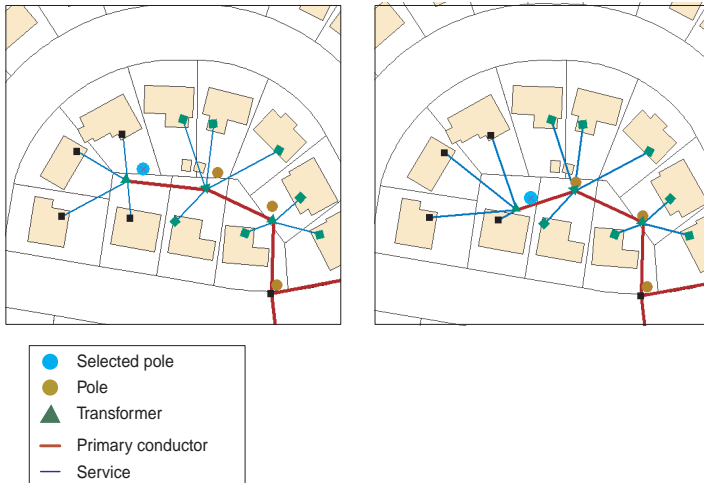 Selected pole
Pole
Transformer
Primary conductor
Service